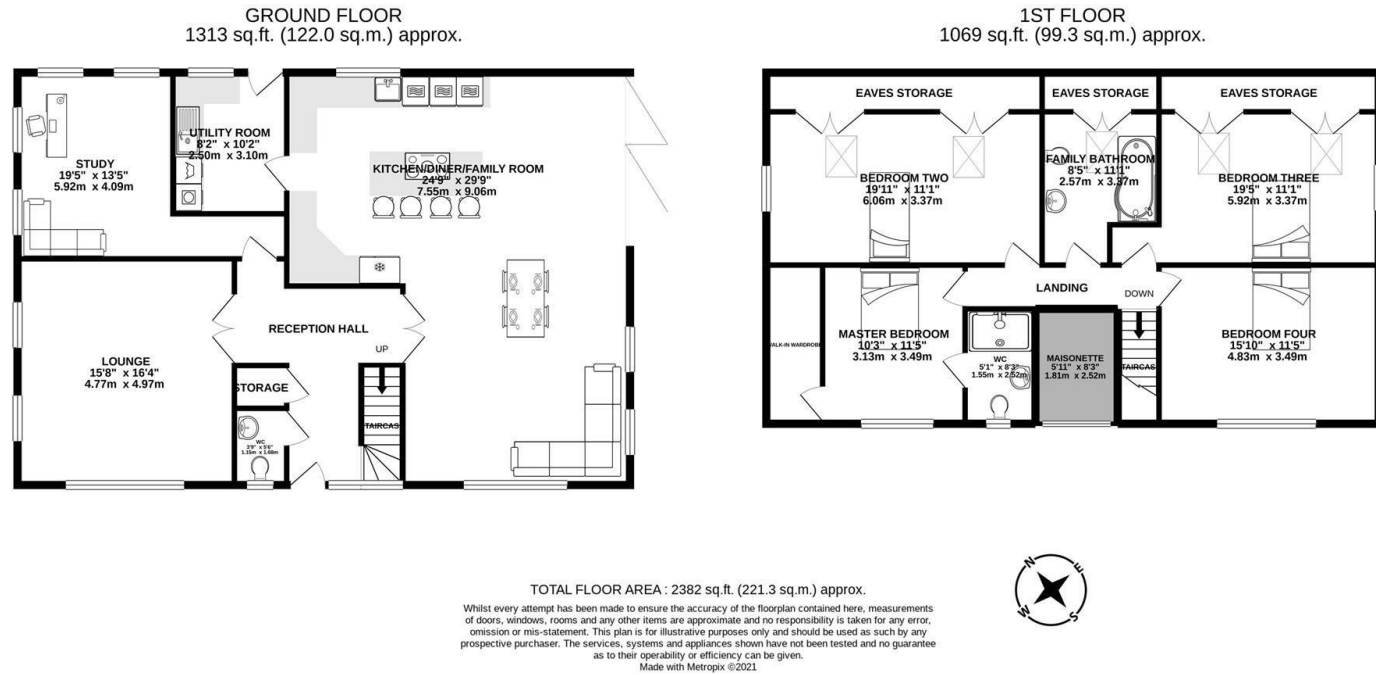 GROUND FLOOR
1313 sq.ft. (122.0 sq.m.) approx.
UTILITY ROOM
8'2" x 10'2"
2.50m x 3.10m
STUDY
19'5" x 13'5"
5.92m x 4.09m
KITCHEN/DINER/FAMILY ROOM
24'9" x 29'9"
7.55m x 9.06m
RECEPTION HALL
UP
LOUNGE
15'8" x 16'4"
4.77m x 4.97m
STORAGE
STAIRCAS
WC
3'9" x 5'6"
1.15m x 1.68m
1ST FLOOR
1069 sq.ft. (99.3 sq.m.) approx.
EAVES STORAGE
EAVES STORAGE
EAVES STORAGE
BEDROOM TWO
19'11" x 11'1"
6.06m x 3.37m
FAMILY BATHROOM
8'5" x 11'1"
2.57m x 3.37m
BEDROOM THREE
19'5" x 11'1"
5.92m x 3.37m
LANDING
DOWN
WALK-IN WARDROBE
MASTER BEDROOM
10'3" x 11'5"
3.13m x 3.49m
WC
5'1" x 8'3"
1.55m x 2.52m
MAISONETTE
5'11" x 8'3"
1.81m x 2.52m
STAIRCAS
BEDROOM FOUR
15'10" x 11'5"
4.83m x 3.49m
N
E
S
W
TOTAL FLOOR AREA : 2382 sq.ft. (221.3 sq.m.) approx.
Whilst every attempt has been made to ensure the accuracy of the floorplan contained here, measurements
of doors, windows, rooms and any other items are approximate and no responsibility is taken for any error,
omission or mis-statement. This plan is for illustrative purposes only and should be used as such by any
prospective purchaser. The services, systems and appliances shown have not been tested and no guarantee
as to their operability or efficiency can be given.
Made with Metropix ©2021